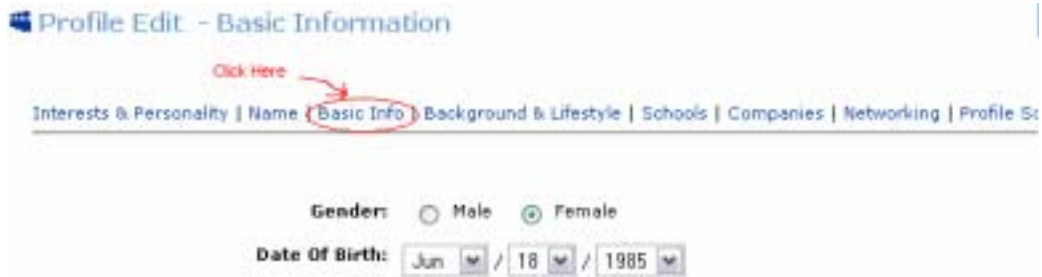 Profile Edit - Basic Information
Click Here
Interests & Personality | Name | Basic Info | Background & Lifestyle | Schools | Companies | Networking | Profile
Gender: Male Female
Date Of Birth: Jun / 18 / 1985